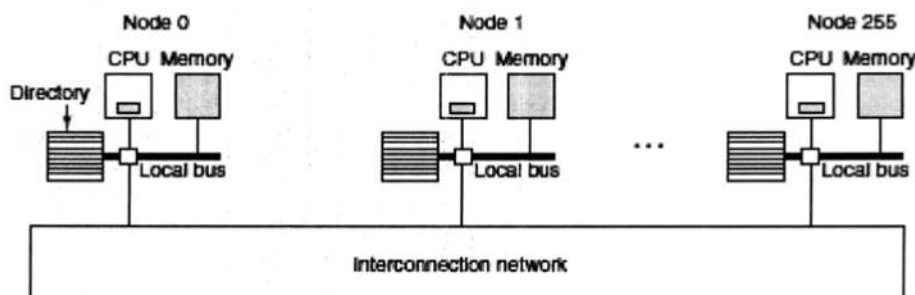 Node 0 Node 1 Node 255
CPU Memory CPU Memory CPU Memory
Directory
...
Local bus Local bus Local bus
Interconnection network